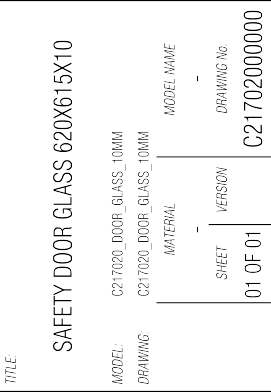 TITLE:
SAFETY DOOR GLASS 620X615X10
MODEL: C217020_DOOR_GLASS_10MM
DRAWING: C217020_DOOR_GLASS_10MM
MATERIAL MODEL NAME
- -
SHEET VERSION DRAWING No.
01 OF 01 C21702000000